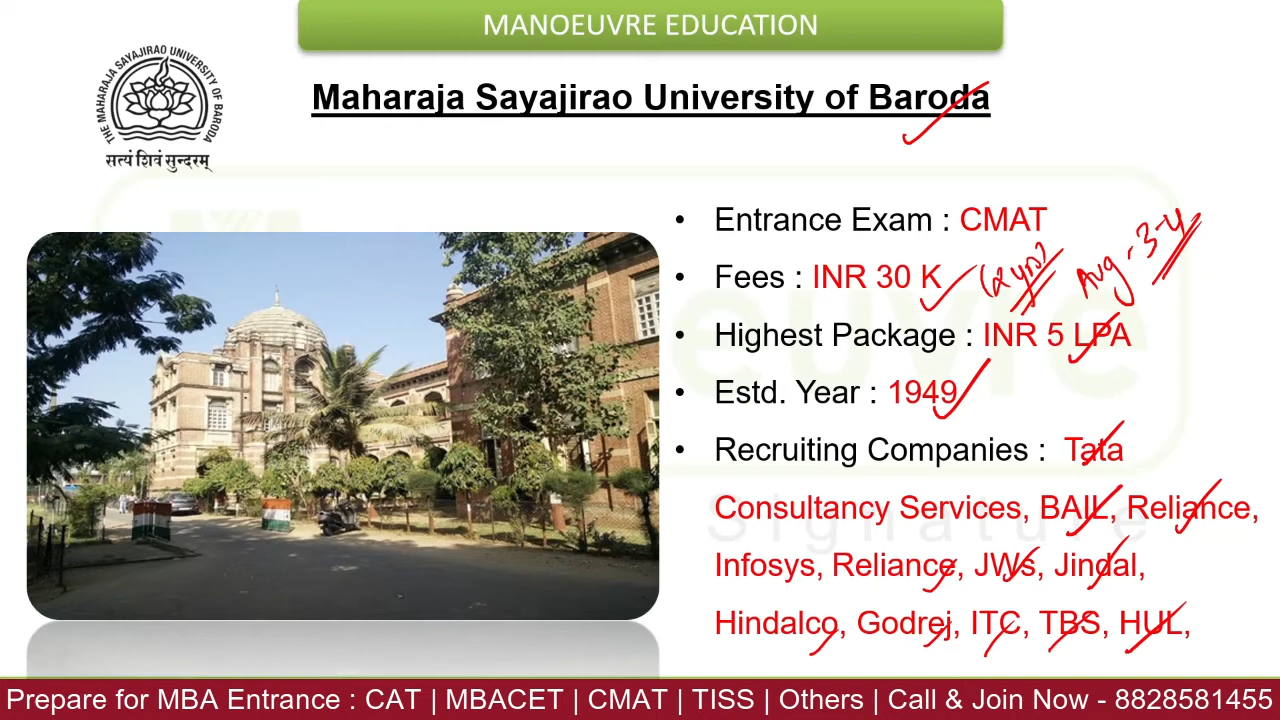 MANOEUVRE EDUCATION
THE MAHARAJA SAYAJIRAO UNIVERSITY OF BARODA
सत्यं शिवं सुन्दरम्
Maharaja Sayajirao University of Baroda
• Entrance Exam : CMAT
• Fees : INR 30 K (2 yrs)
Avg - 3-4
• Highest Package : INR 5 LPA
• Estd. Year : 1949
• Recruiting Companies : Tata
Consultancy Services, BAIL, Reliance,
Infosys, Reliance, JWs, Jindal,
Hindalco, Godrej, ITC, TBS, HUL,
Signature
Prepare for MBA Entrance : CAT | MBACET | CMAT | TISS | Others | Call & Join Now - 8828581455